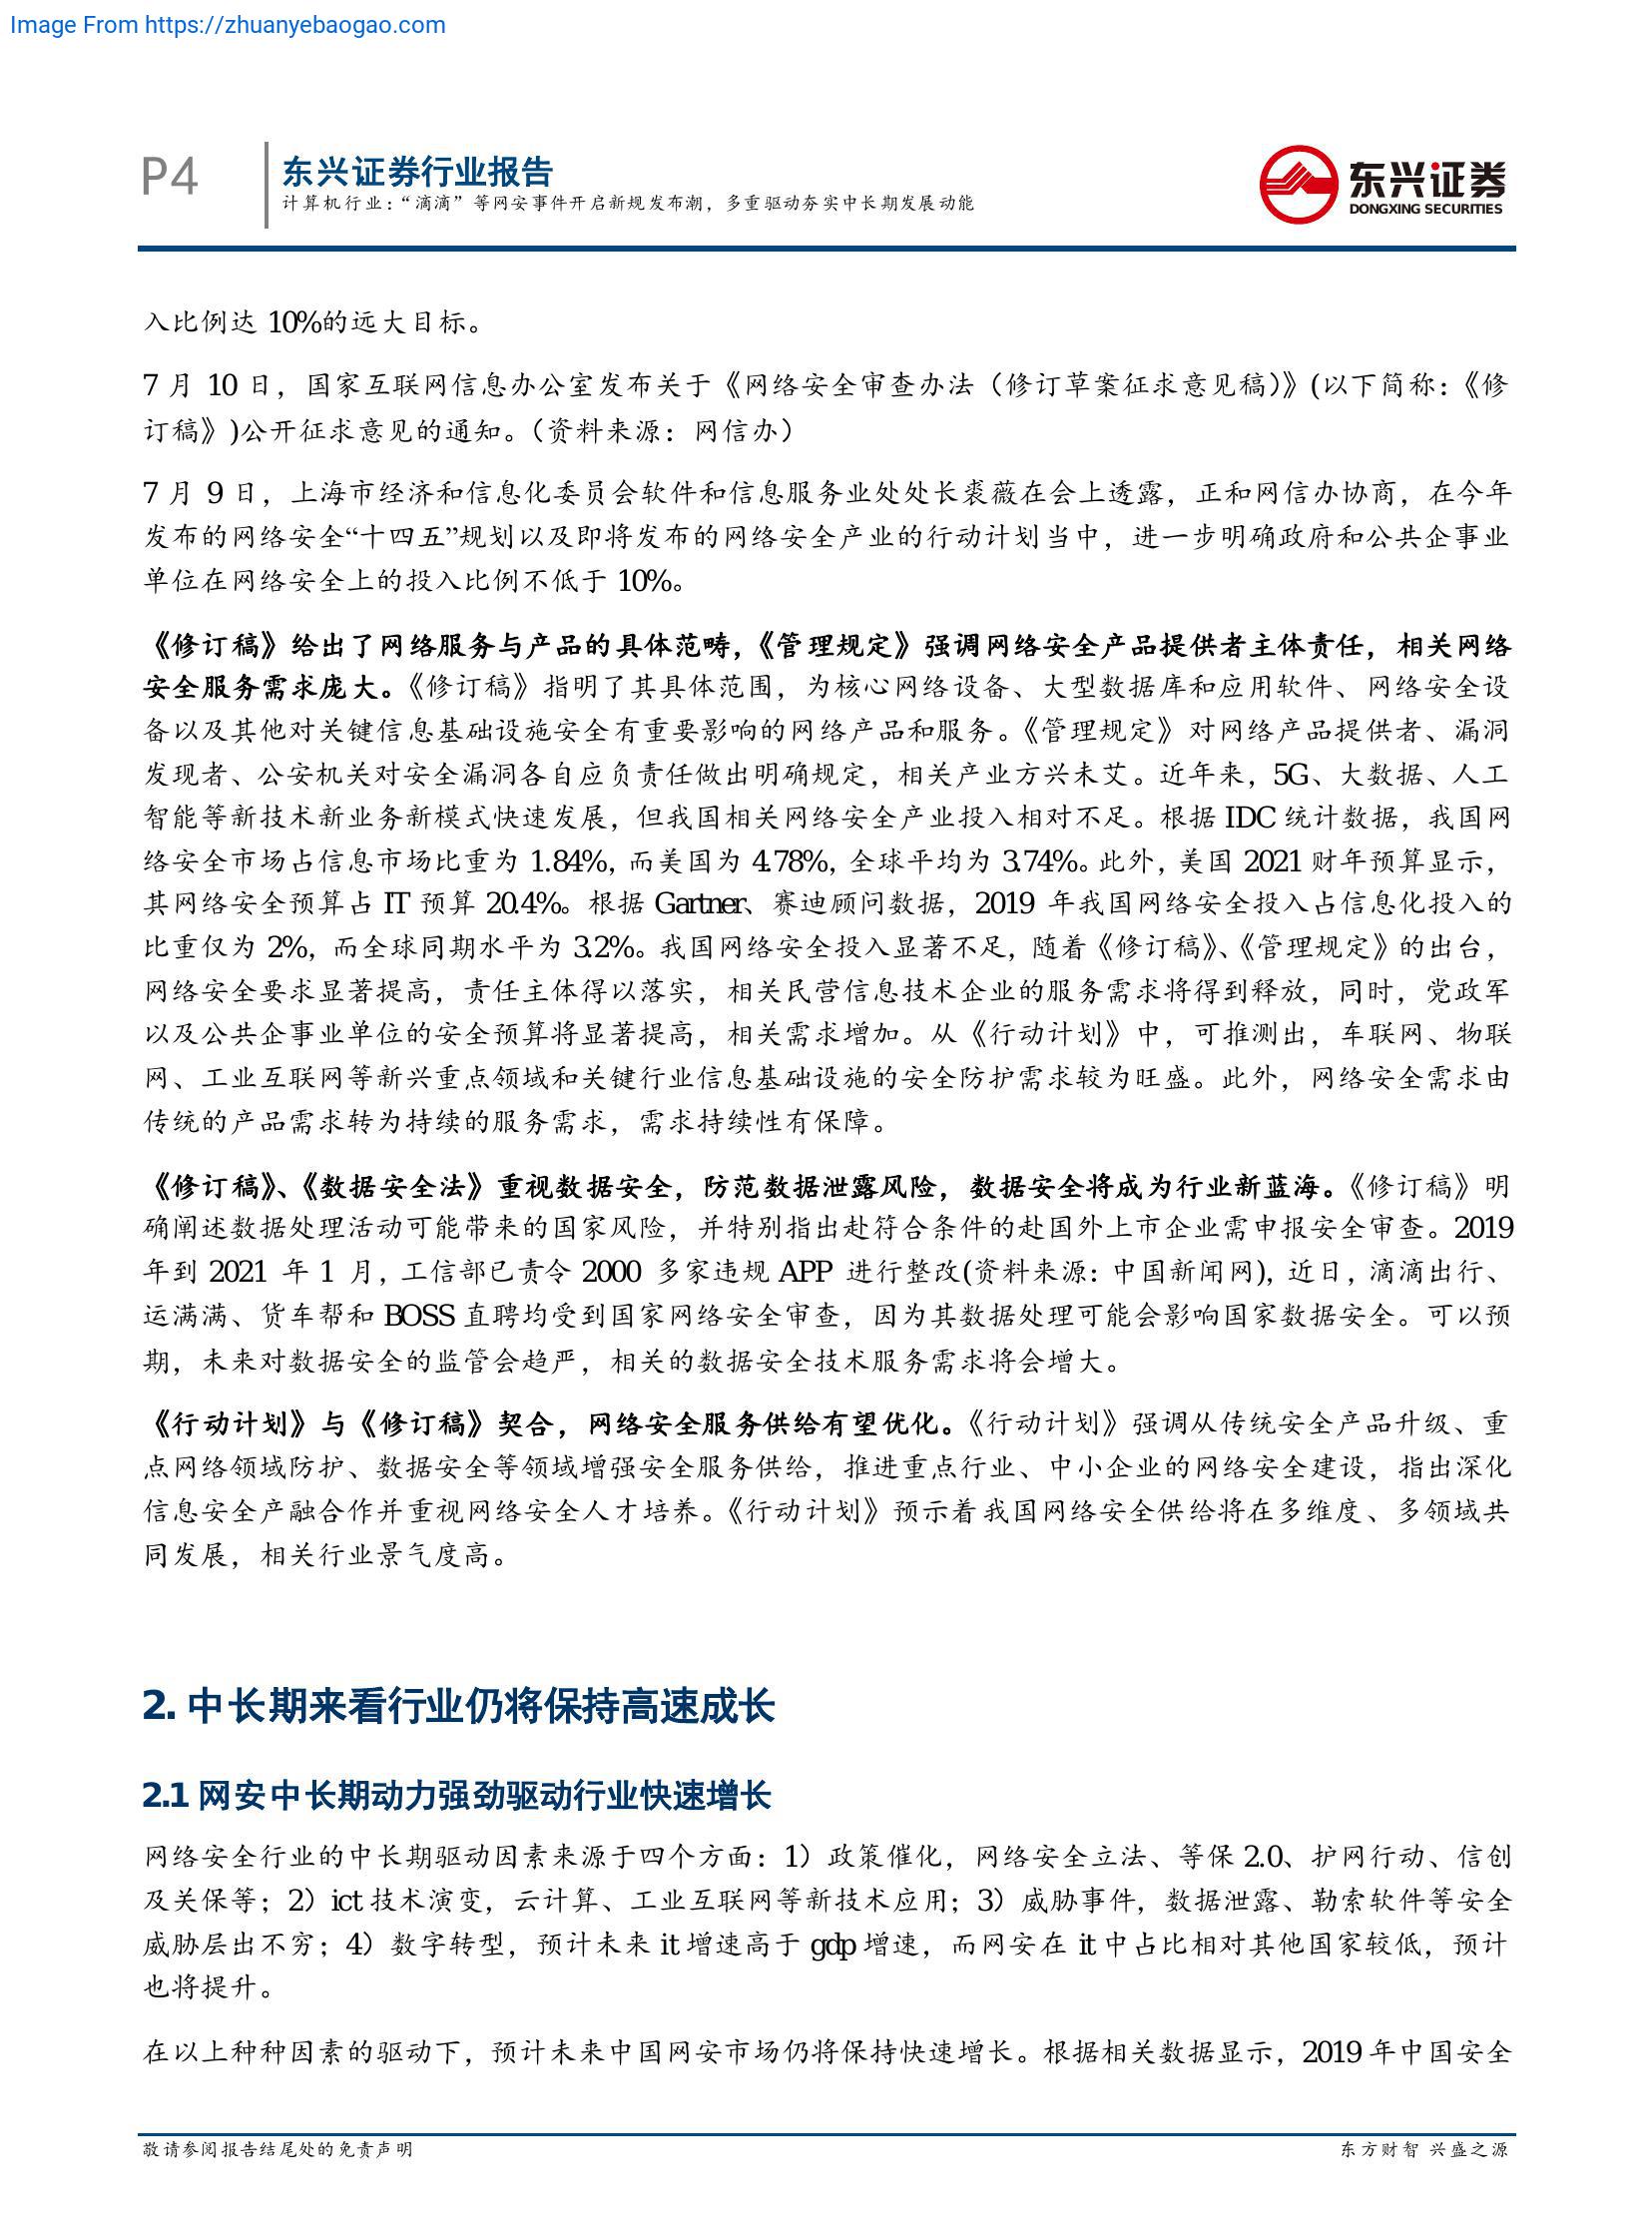 Image From https://zhuanyebaogao.com
P4
东兴证券行业报告
计算机行业:“滴滴”等网安事件开启新规发布潮，多重驱动夯实中长期发展动能
东兴证券
DONGXING SECURITIES
入比例达 10%的远大目标。
7 月 10 日，国家互联网信息办公室发布关于《网络安全审查办法（修订草案征求意见稿）》(以下简称:《修
订稿》)公开征求意见的通知。（资料来源：网信办）
7 月 9 日，上海市经济和信息化委员会软件和信息服务业处处长裘薇在会上透露，正和网信办协商，在今年
发布的网络安全“十四五”规划以及即将发布的网络安全产业的行动计划当中，进一步明确政府和公共企事业
单位在网络安全上的投入比例不低于 10%。
《修订稿》给出了网络服务与产品的具体范畴，《管理规定》强调网络安全产品提供者主体责任，相关网络
安全服务需求庞大。《修订稿》指明了其具体范围，为核心网络设备、大型数据库和应用软件、网络安全设
备以及其他对关键信息基础设施安全有重要影响的网络产品和服务。《管理规定》对网络产品提供者、漏洞
发现者、公安机关对安全漏洞各自应负责任做出明确规定，相关产业方兴未艾。近年来，5G、大数据、人工
智能等新技术新业务新模式快速发展，但我国相关网络安全产业投入相对不足。根据 IDC 统计数据，我国网
络安全市场占信息市场比重为 1.84%，而美国为 4.78%，全球平均为 3.74%。此外，美国 2021 财年预算显示，
其网络安全预算占 IT 预算 20.4%。根据 Gartner、赛迪顾问数据，2019 年我国网络安全投入占信息化投入的
比重仅为 2%，而全球同期水平为 3.2%。我国网络安全投入显著不足，随着《修订稿》、《管理规定》的出台，
网络安全要求显著提高，责任主体得以落实，相关民营信息技术企业的服务需求将得到释放，同时，党政军
以及公共企事业单位的安全预算将显著提高，相关需求增加。从《行动计划》中，可推测出，车联网、物联
网、工业互联网等新兴重点领域和关键行业信息基础设施的安全防护需求较为旺盛。此外，网络安全需求由
传统的产品需求转为持续的服务需求，需求持续性有保障。
《修订稿》、《数据安全法》重视数据安全，防范数据泄露风险，数据安全将成为行业新蓝海。《修订稿》明
确阐述数据处理活动可能带来的国家风险，并特别指出赴符合条件的赴国外上市企业需申报安全审查。2019
年到 2021 年 1 月，工信部已责令 2000 多家违规 APP 进行整改(资料来源：中国新闻网)，近日，滴滴出行、
运满满、货车帮和 BOSS 直聘均受到国家网络安全审查，因为其数据处理可能会影响国家数据安全。可以预
期，未来对数据安全的监管会趋严，相关的数据安全技术服务需求将会增大。
《行动计划》与《修订稿》契合，网络安全服务供给有望优化。《行动计划》强调从传统安全产品升级、重
点网络领域防护、数据安全等领域增强安全服务供给，推进重点行业、中小企业的网络安全建设，指出深化
信息安全产融合作并重视网络安全人才培养。《行动计划》预示着我国网络安全供给将在多维度、多领域共
同发展，相关行业景气度高。
2. 中长期来看行业仍将保持高速成长
2.1 网安中长期动力强劲驱动行业快速增长
网络安全行业的中长期驱动因素来源于四个方面：1）政策催化，网络安全立法、等保 2.0、护网行动、信创
及关保等；2）ict 技术演变，云计算、工业互联网等新技术应用；3）威胁事件，数据泄露、勒索软件等安全
威胁层出不穷；4）数字转型，预计未来 it 增速高于 gdp 增速，而网安在 it 中占比相对其他国家较低，预计
也将提升。
在以上种种因素的驱动下，预计未来中国网安市场仍将保持快速增长。根据相关数据显示，2019 年中国安全
敬请参阅报告结尾处的免责声明
东方财智 兴盛之源